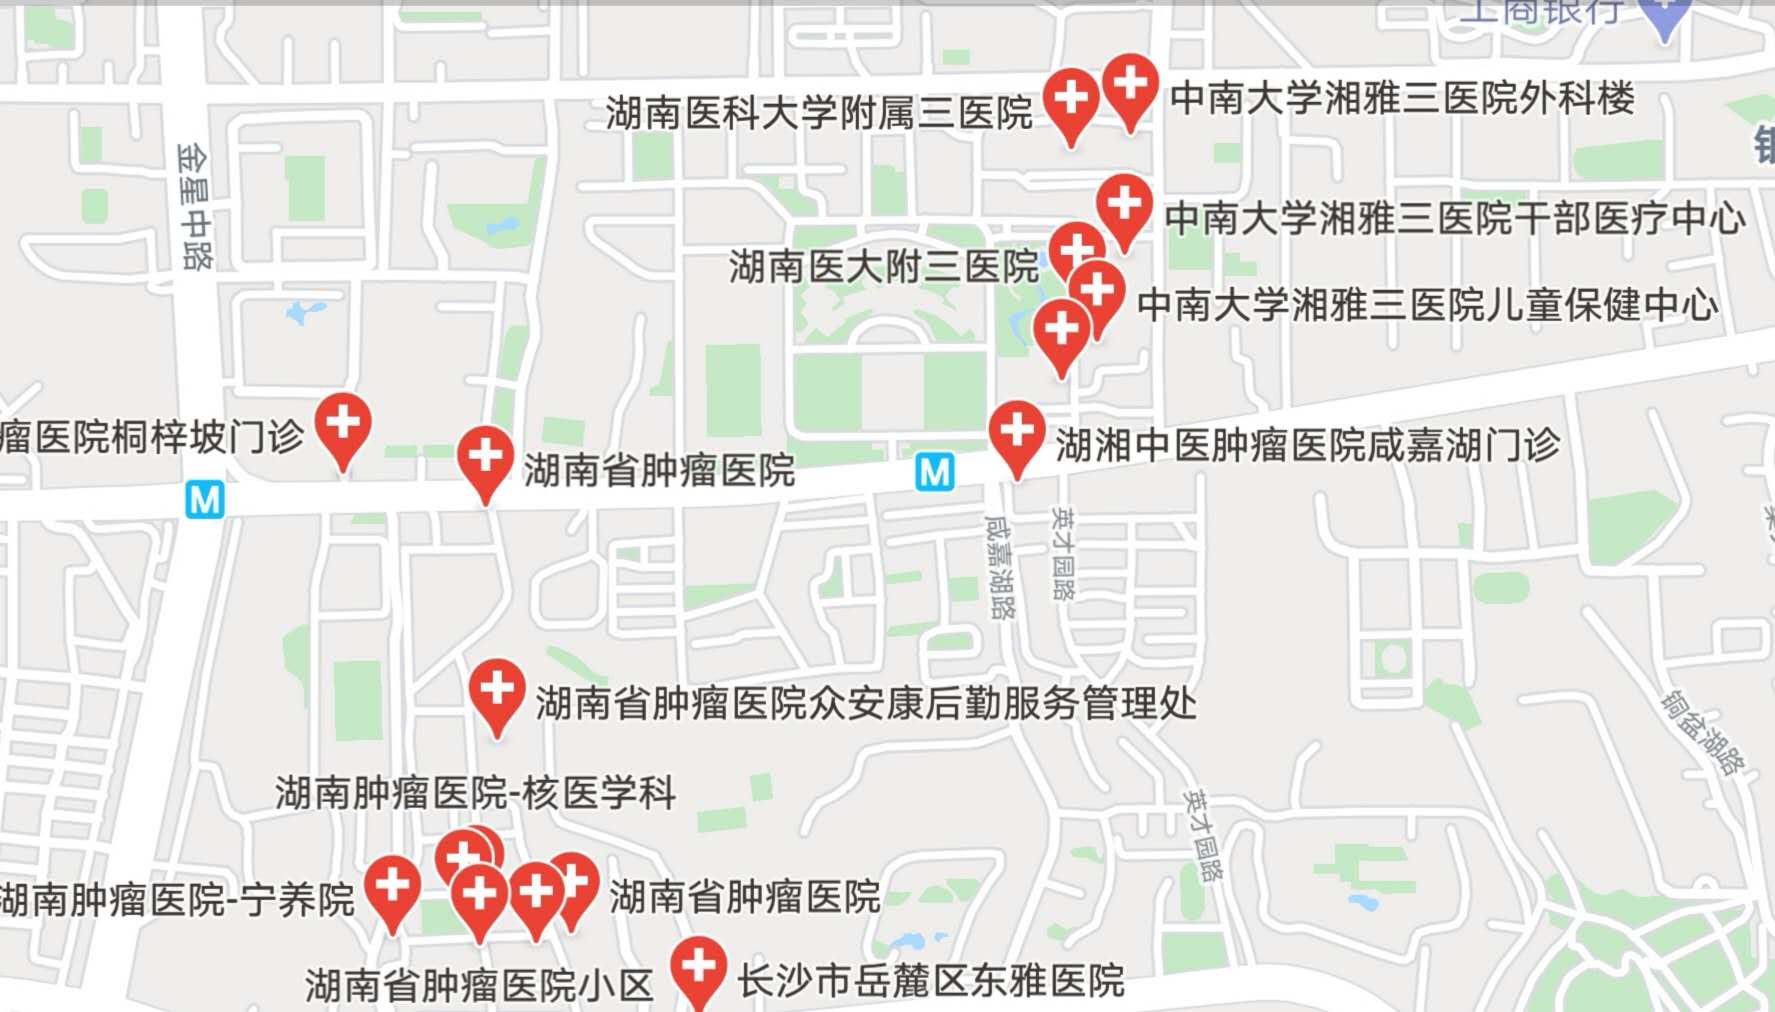 工商银行
湖南医科大学附属三医院
中南大学湘雅三医院外科楼
金星中路
中南大学湘雅三医院干部医疗中心
湖南医大附三医院
中南大学湘雅三医院儿童保健中心
瘤医院桐梓坡门诊
湖南省肿瘤医院
湖湘中医肿瘤医院咸嘉湖门诊
M
M
咸嘉湖路
英才园路
湖南省肿瘤医院众安康后勤服务管理处
铜盆湖路
湖南肿瘤医院-核医学科
英才园路
湖南肿瘤医院-宁养院
湖南省肿瘤医院
湖南省肿瘤医院小区
长沙市岳麓区东雅医院